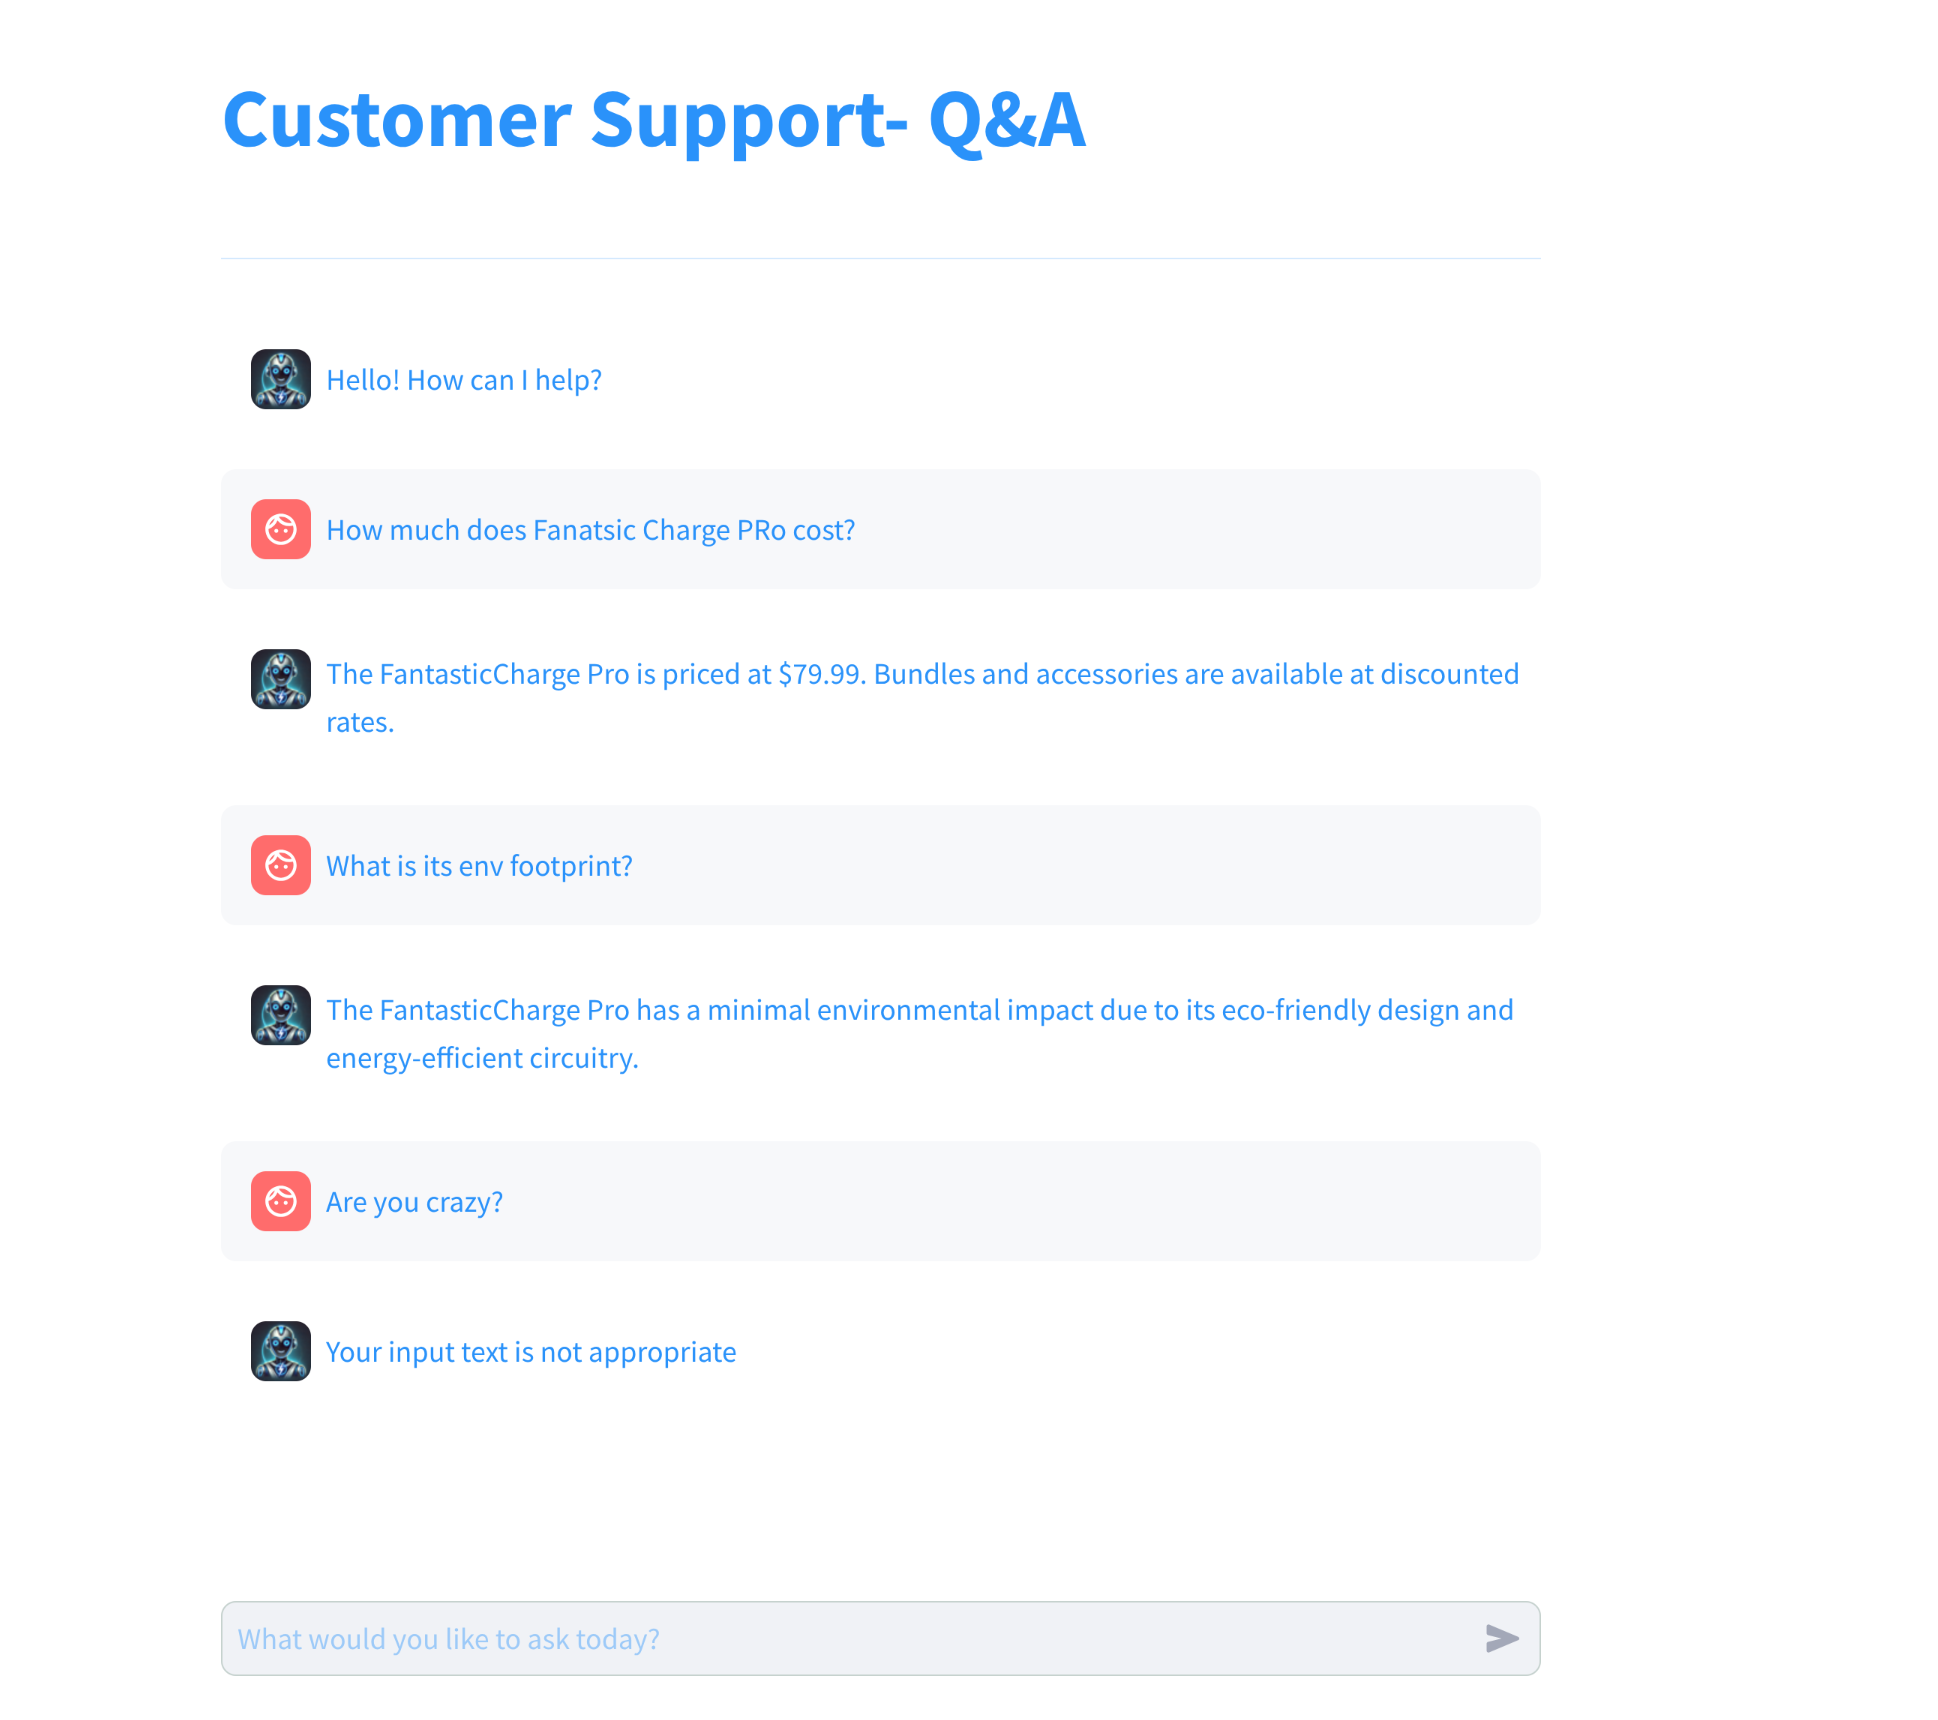 Customer Support- Q&A
Hello! How can I help?
How much does Fanatsic Charge PRo cost?
The FantasticCharge Pro is priced at $79.99. Bundles and accessories are available at discounted
rates.
What is its env footprint?
The FantasticCharge Pro has a minimal environmental impact due to its eco-friendly design and
energy-efficient circuitry.
Are you crazy?
Your input text is not appropriate
What would you like to ask today?